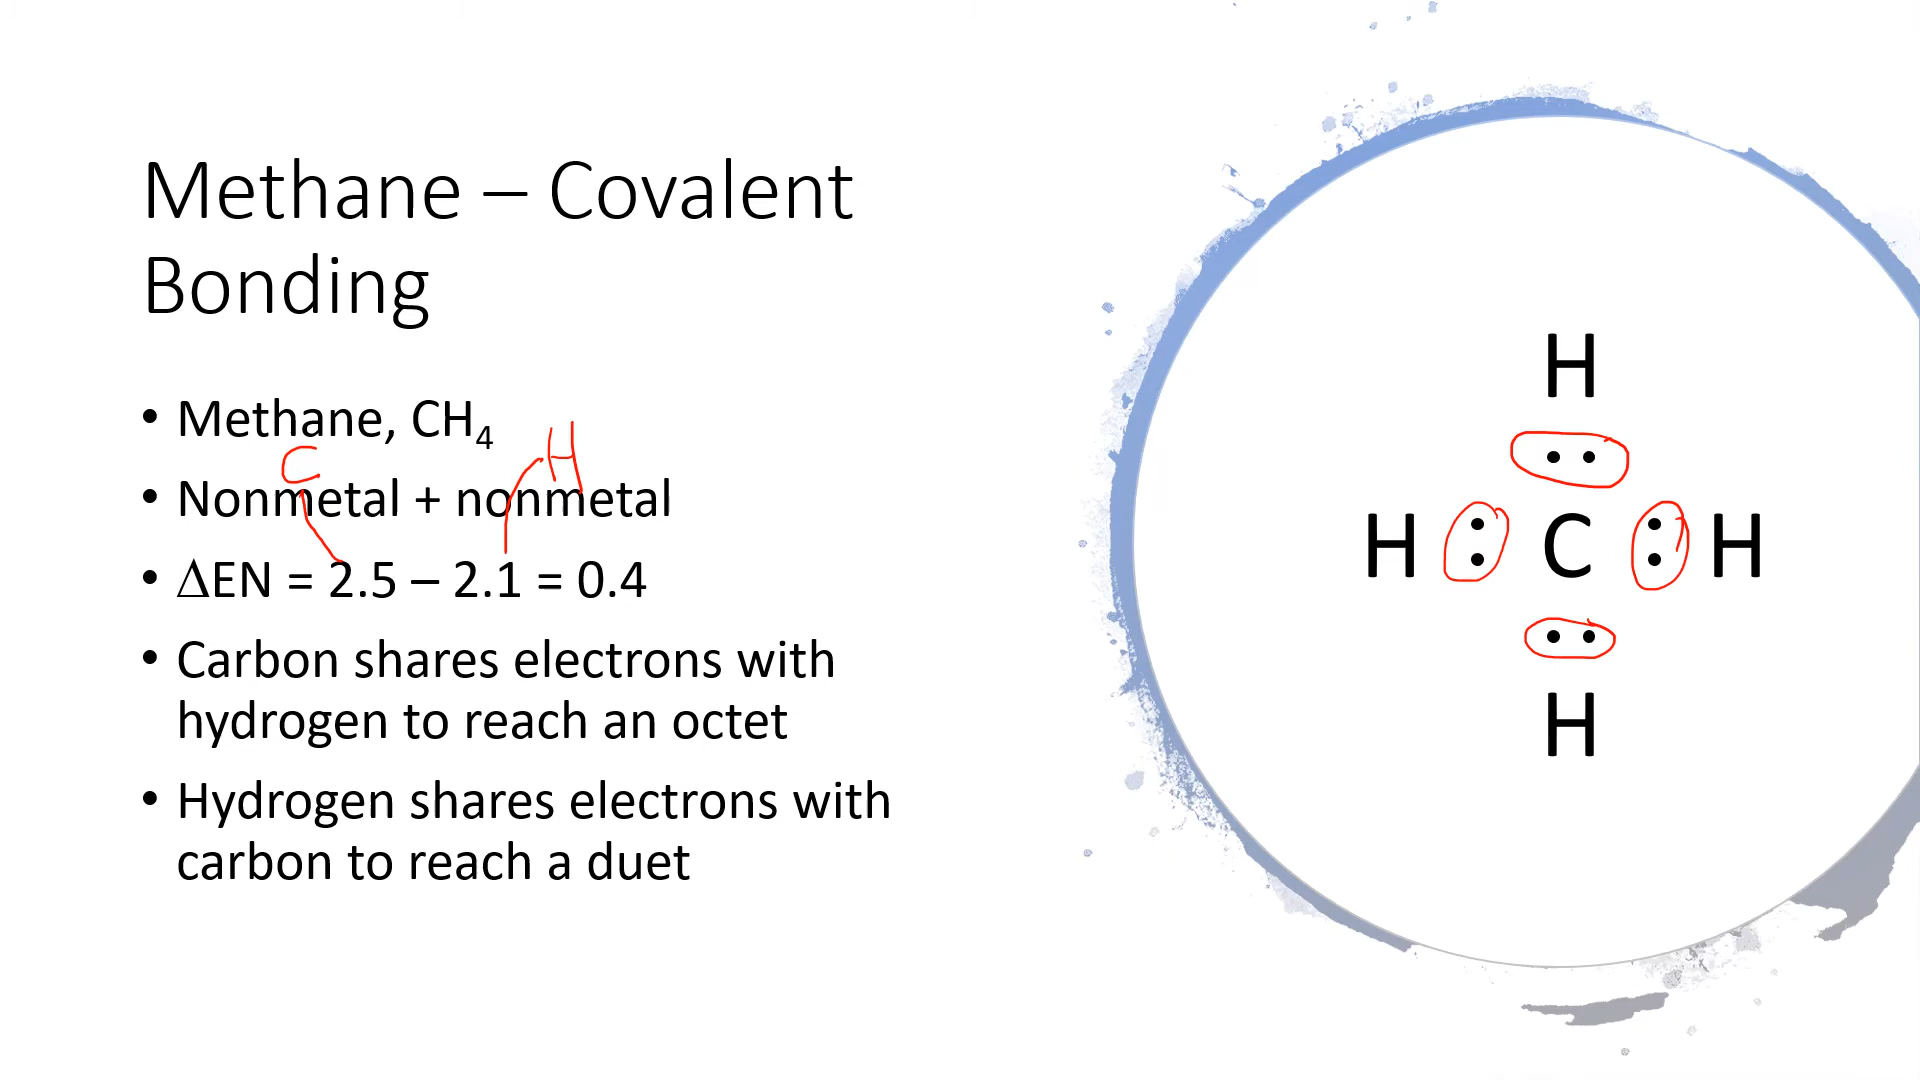 Methane – Covalent
Bonding
• Methane, CH₄
C H
• Nonmetal + nonmetal
• ΔEN = 2.5 – 2.1 = 0.4
• Carbon shares electrons with
hydrogen to reach an octet
• Hydrogen shares electrons with
carbon to reach a duet
H
H : C : H
H